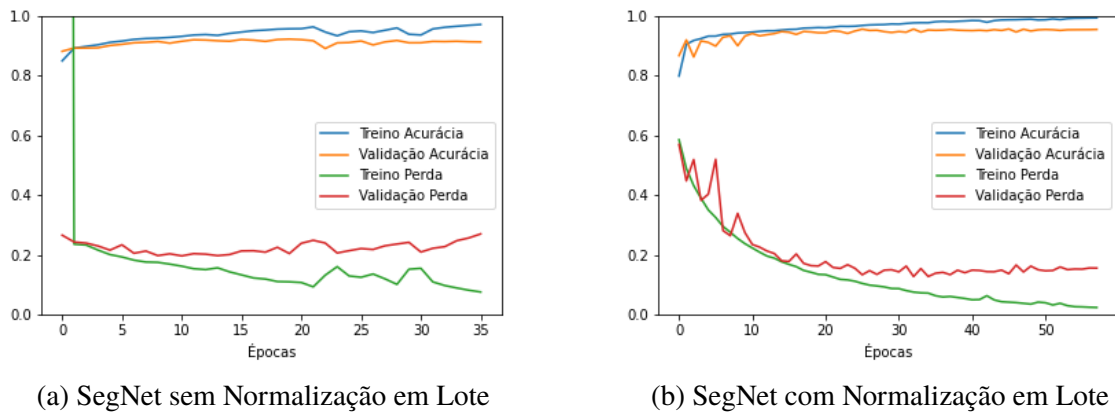 1.0
0.8
0.6
0.4
0.2
0.0
Treino Acurácia
Validação Acurácia
Treino Perda
Validação Perda
0 5 10 15 20 25 30 35
Épocas
(a) SegNet sem Normalização em Lote
1.0
0.8
0.6
0.4
0.2
0.0
Treino Acurácia
Validação Acurácia
Treino Perda
Validação Perda
0 10 20 30 40 50
Épocas
(b) SegNet com Normalização em Lote